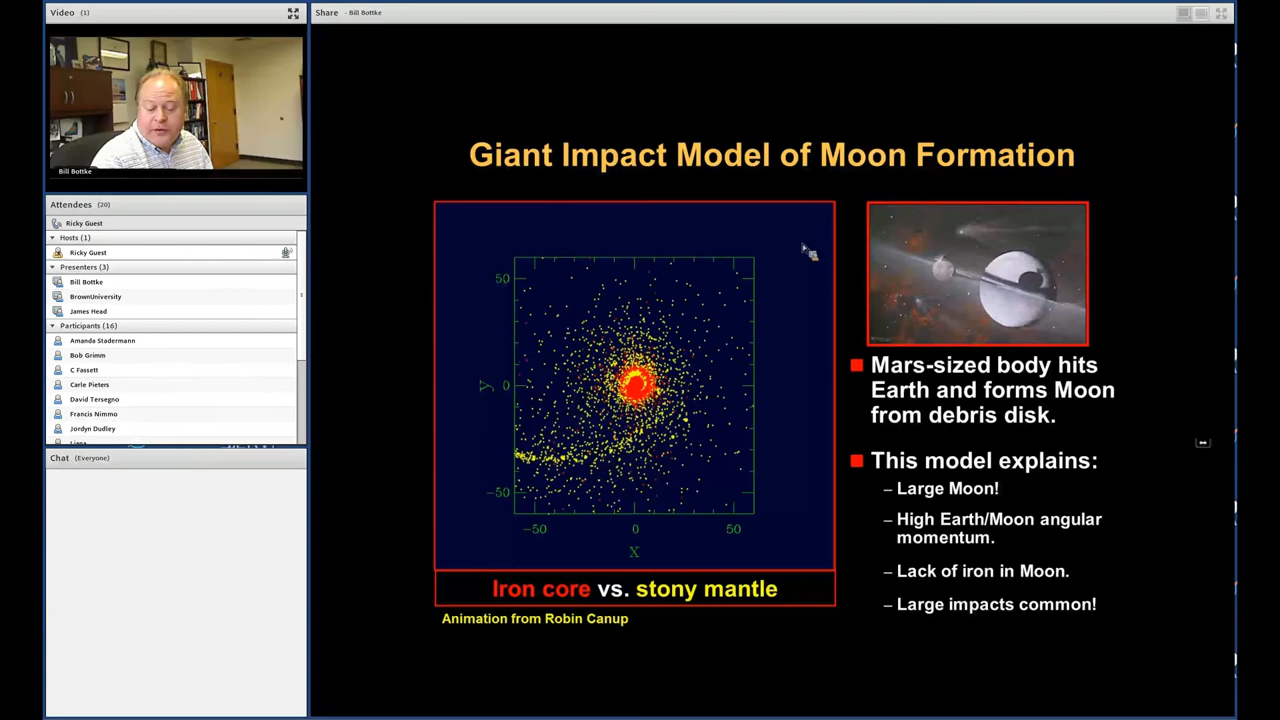 Video (1)
Bill Bottke
Attendees (20)
Ricky Guest
Hosts (1)
Ricky Guest
Presenters (3)
Bill Bottke
BrownUniversity
James Head
Participants (16)
Amanda Stadermann
Bob Grimm
C Fassett
Carle Pieters
David Tersegno
Francis Nimmo
Jordyn Dudley
Chat (Everyone)
Share - Bill Bottke
Giant Impact Model of Moon Formation
50
y 0
−50
−50 0 50
X
Iron core vs. stony mantle
Animation from Robin Canup
Mars-sized body hits
Earth and forms Moon
from debris disk.
This model explains:
– Large Moon!
– High Earth/Moon angular
momentum.
– Lack of iron in Moon.
– Large impacts common!